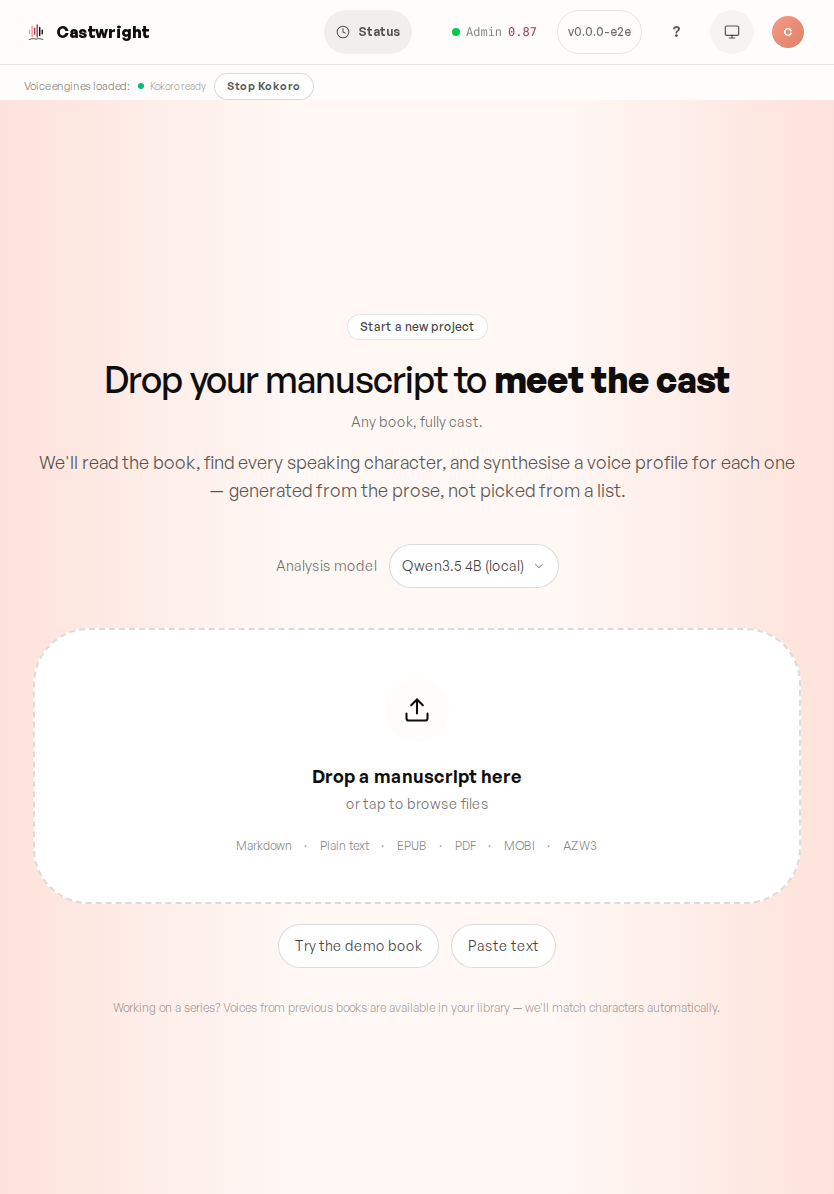 Castwright
Status
Admin 0.87
v0.0.0-e2e
?
C
Voice engines loaded: Kokoro ready Stop Kokoro
Start a new project
Drop your manuscript to meet the cast
Any book, fully cast.
We'll read the book, find every speaking character, and synthesise a voice profile for each one
— generated from the prose, not picked from a list.
Analysis model Qwen3.5 4B (local)
Drop a manuscript here
or tap to browse files
Markdown · Plain text · EPUB · PDF · MOBI · AZW3
Try the demo book Paste text
Working on a series? Voices from previous books are available in your library — we'll match characters automatically.